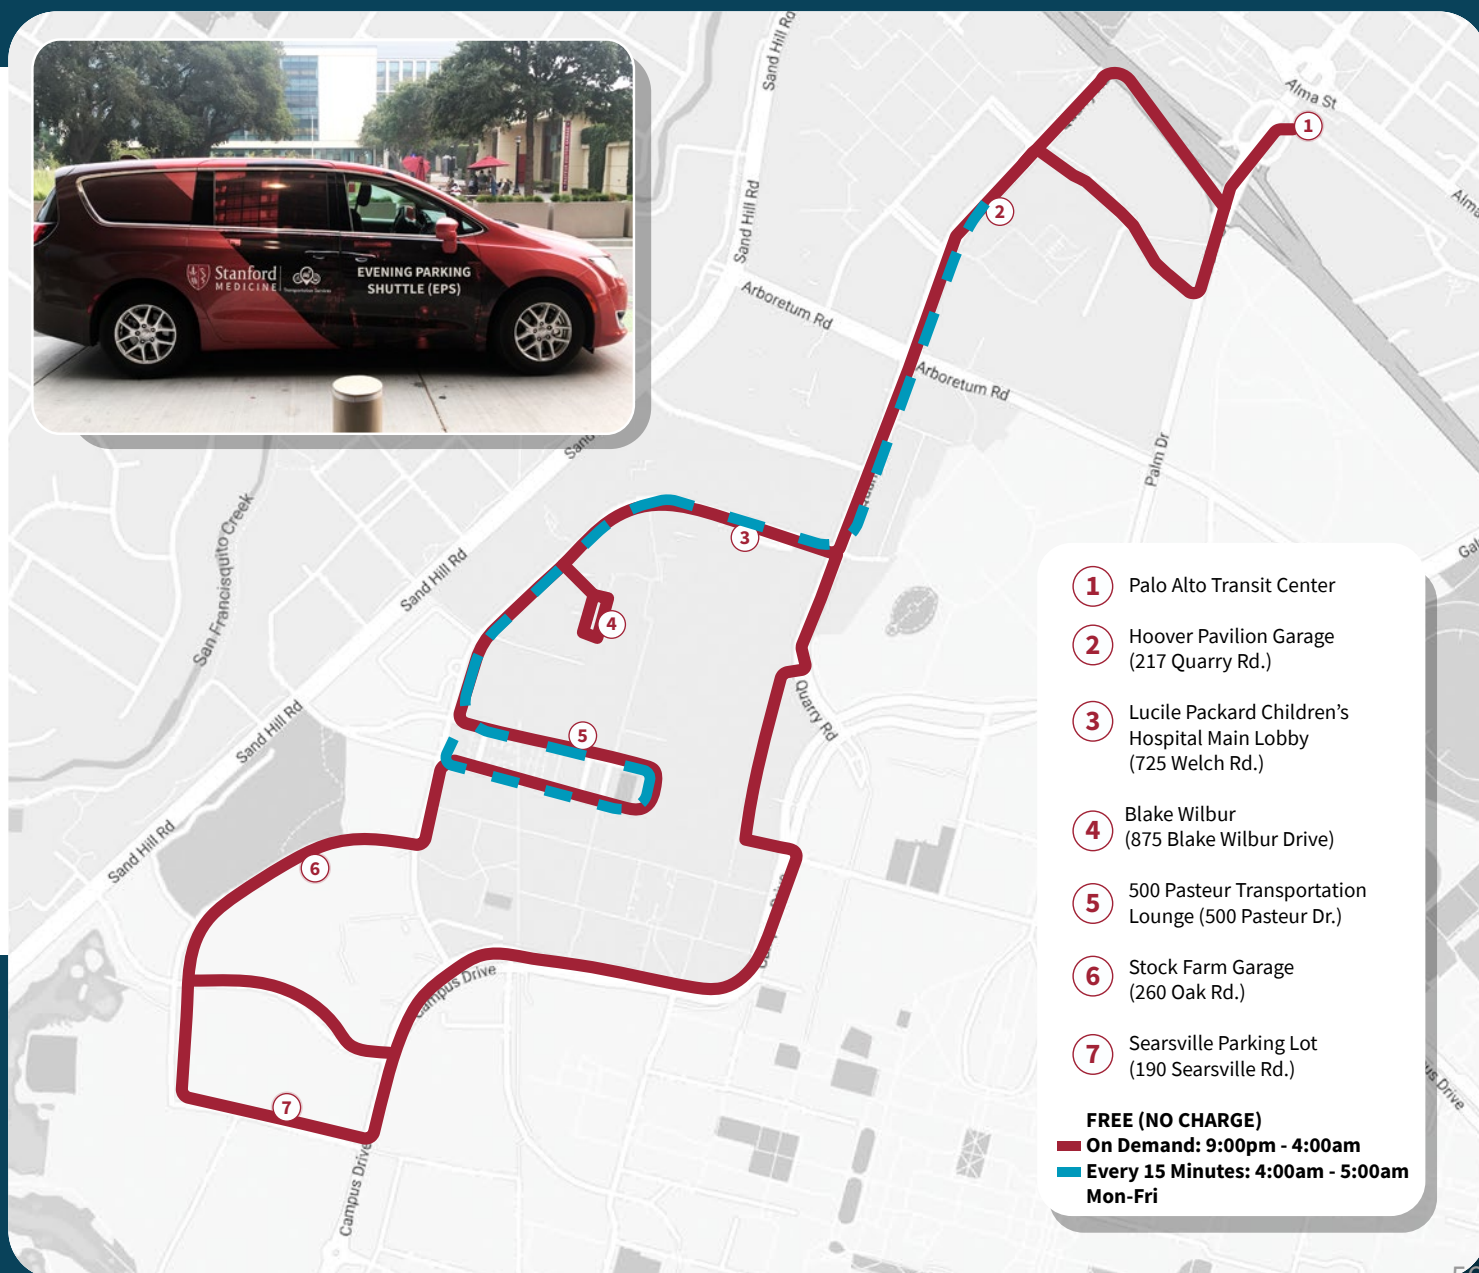 Stanford
MEDICINE
Transportation Services
EVENING PARKING
SHUTTLE (EPS)
Sand Hill Rd
Sand Hill Rd
Alma St
1
2
Arboretum Rd
Arboretum Rd
Palm Dr
San Francisquito Creek
Sand Hill Rd
3
4
Sand Hill Rd
Quarry Rd
5
Sand Hill Rd
6
Campus Drive
7
Campus Drive
1 Palo Alto Transit Center
2 Hoover Pavilion Garage
(217 Quarry Rd.)
3 Lucile Packard Children’s
Hospital Main Lobby
(725 Welch Rd.)
4 Blake Wilbur
(875 Blake Wilbur Drive)
5 500 Pasteur Transportation
Lounge (500 Pasteur Dr.)
6 Stock Farm Garage
(260 Oak Rd.)
7 Searsville Parking Lot
(190 Searsville Rd.)
FREE (NO CHARGE)
On Demand: 9:00pm - 4:00am
Every 15 Minutes: 4:00am - 5:00am
Mon-Fri